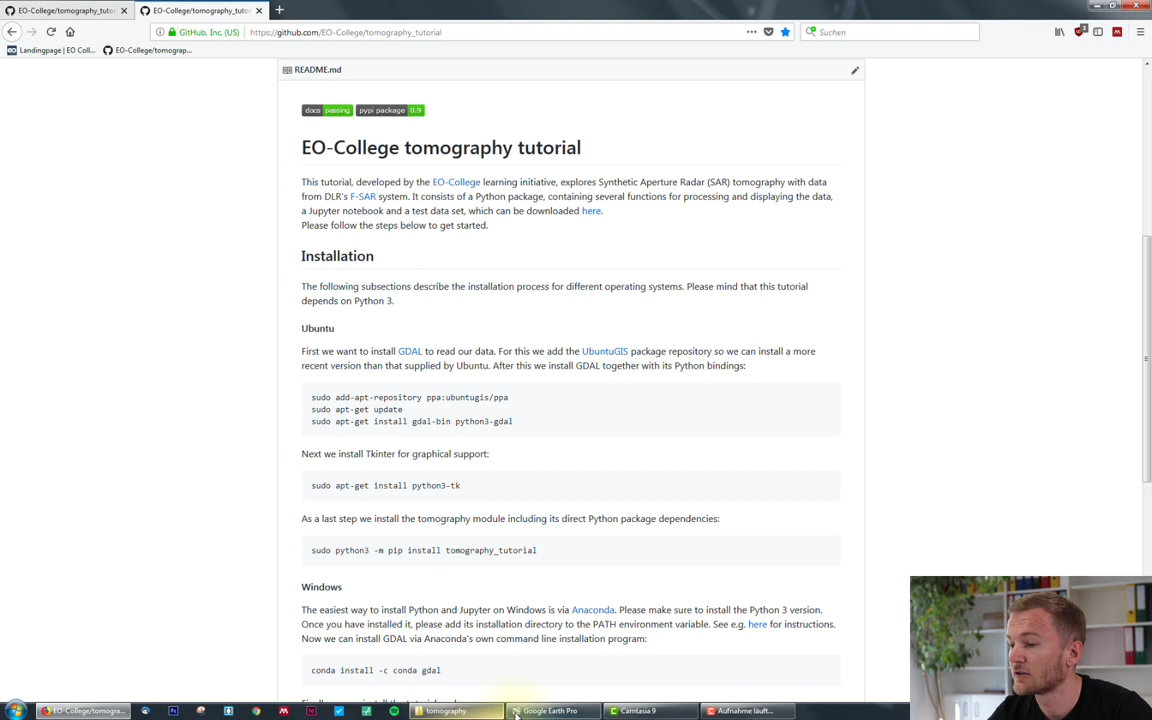 EO-College/tomography_tutor
EO-College/tomography_tutor
GitHub, Inc. (US)
https://github.com/EO-College/tomography_tutorial
Suchen
Landingpage | EO Coll...
EO-College/tomograp...
README.md
docs passing
pypi package 0.9
EO-College tomography tutorial
This tutorial, developed by the EO-College learning initiative, explores Synthetic Aperture Radar (SAR) tomography with data
from DLR's F-SAR system. It consists of a Python package, containing several functions for processing and displaying the data,
a Jupyter notebook and a test data set, which can be downloaded here.
Please follow the steps below to get started.
Installation
The following subsections describe the installation process for different operating systems. Please mind that this tutorial
depends on Python 3.
Ubuntu
First we want to install GDAL to read our data. For this we add the UbuntuGIS package repository so we can install a more
recent version than that supplied by Ubuntu. After this we install GDAL together with its Python bindings:
sudo add-apt-repository ppa:ubuntugis/ppa
sudo apt-get update
sudo apt-get install gdal-bin python3-gdal
Next we install Tkinter for graphical support:
sudo apt-get install python3-tk
As a last step we install the tomography module including its direct Python package dependencies:
sudo python3 -m pip install tomography_tutorial
Windows
The easiest way to install Python and Jupyter on Windows is via Anaconda. Please make sure to install the Python 3 version.
Once you have installed it, please add its installation directory to the PATH environment variable. See e.g. here for instructions.
Now we can install GDAL via Anaconda's own command line installation program:
conda install -c conda gdal
EO-College/tomogra...
tomography
Google Earth Pro
Camtasia 9
Aufnahme läuft...